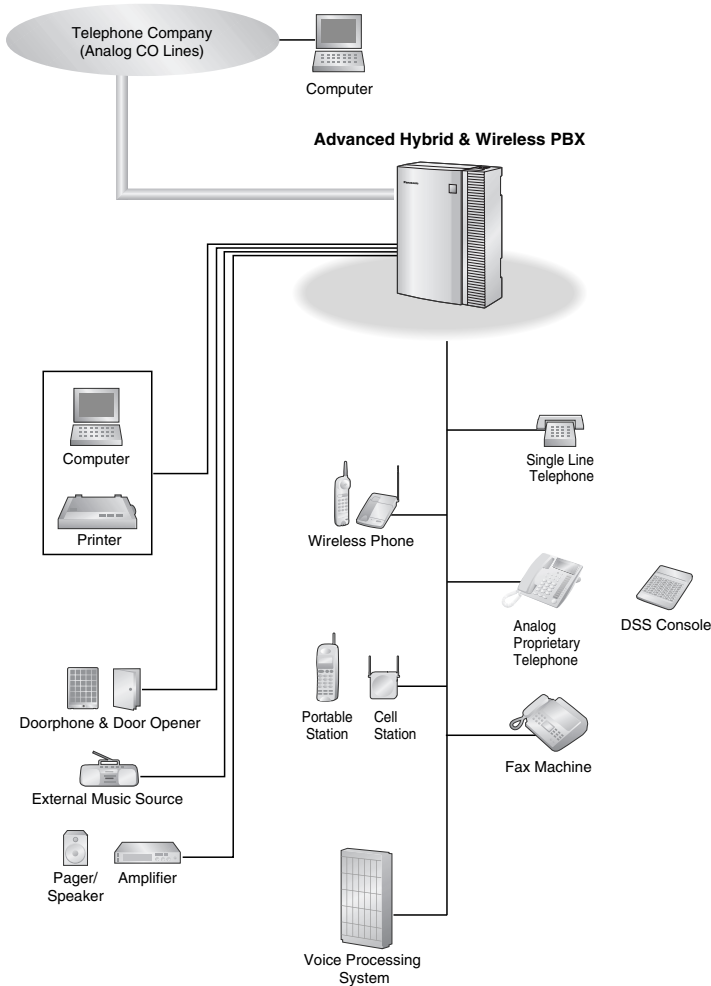 Telephone Company
(Analog CO Lines)
Computer
Advanced Hybrid & Wireless PBX
Panasonic
Computer
Printer
Single Line
Telephone
Wireless Phone
Analog
Proprietary
Telephone
DSS Console
Doorphone & Door Opener
Portable
Station
Cell
Station
Fax Machine
External Music Source
Pager/
Speaker
Amplifier
Voice Processing
System